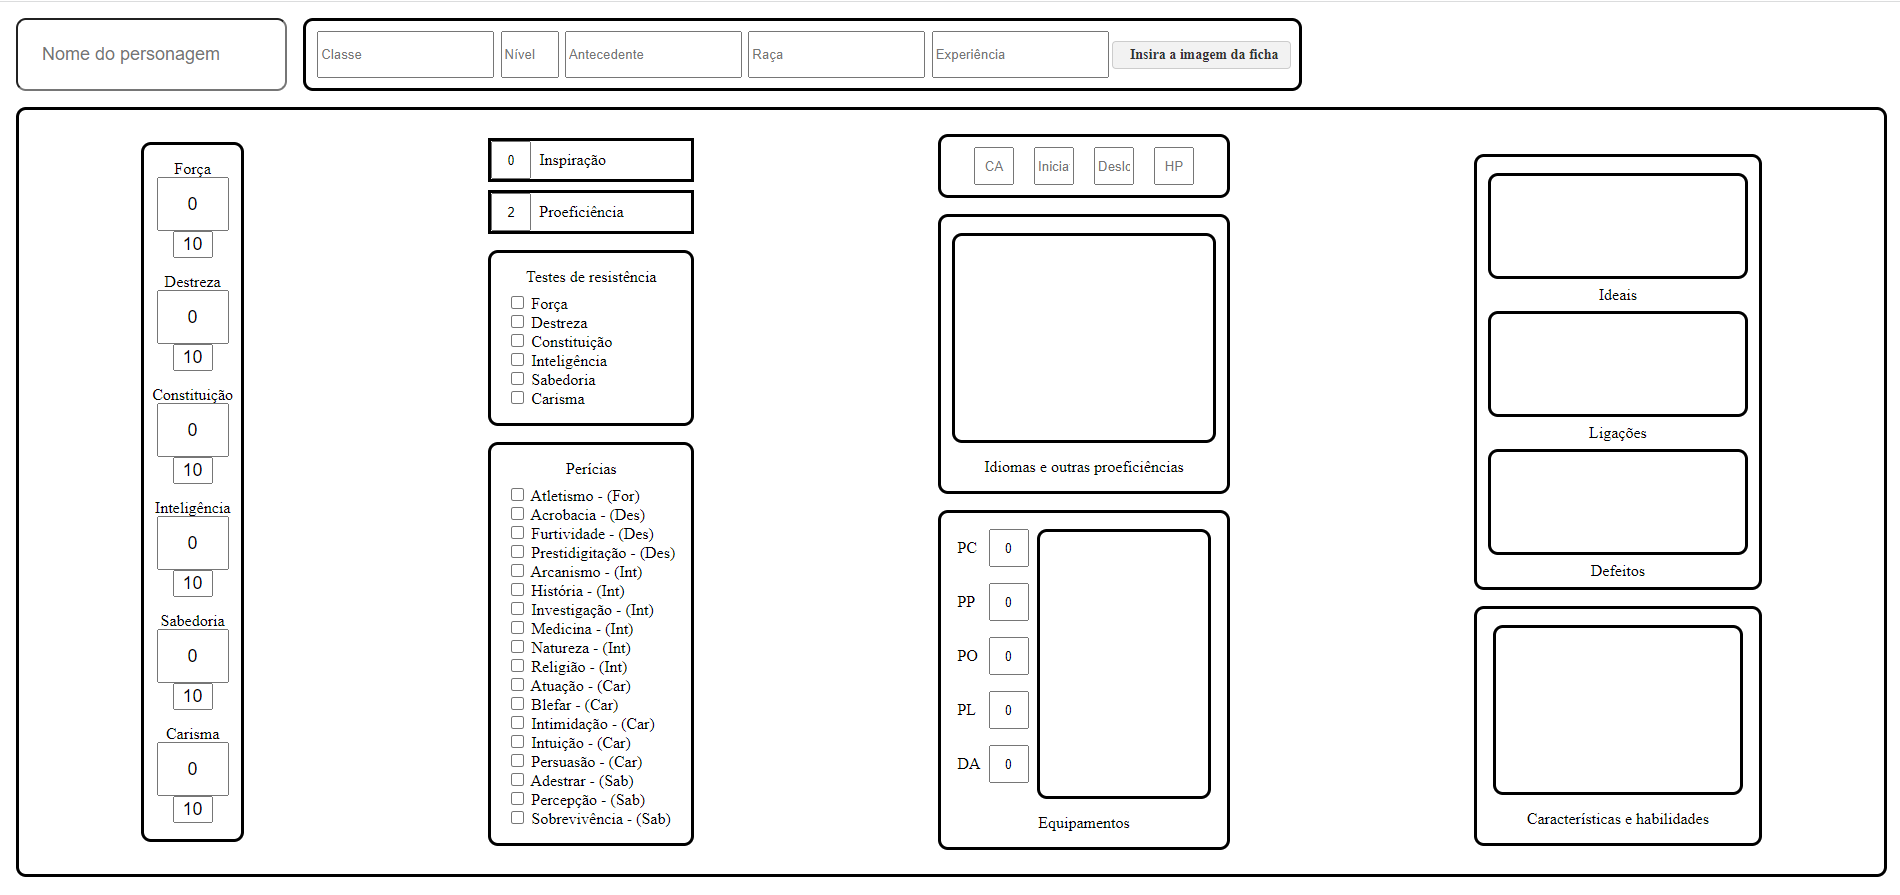 Nome do personagem
Classe
Nível
Antecedente
Raça
Experiência
Insira a imagem da ficha
Força
0
10
Destreza
0
10
Constituição
0
10
Inteligência
0
10
Sabedoria
0
10
Carisma
0
10
0 Inspiração
2 Proeficiência
Testes de resistência
Força
Destreza
Constituição
Inteligência
Sabedoria
Carisma
Perícias
Atletismo - (For)
Acrobacia - (Des)
Furtividade - (Des)
Prestidigitação - (Des)
Arcanismo - (Int)
História - (Int)
Investigação - (Int)
Medicina - (Int)
Natureza - (Int)
Religião - (Int)
Atuação - (Car)
Blefar - (Car)
Intimidação - (Car)
Intuição - (Car)
Persuasão - (Car)
Adestrar - (Sab)
Percepção - (Sab)
Sobrevivência - (Sab)
CA
Inicia
Deslc
HP
Idiomas e outras proeficiências
PC 0
PP 0
PO 0
PL 0
DA 0
Equipamentos
Ideais
Ligações
Defeitos
Características e habilidades